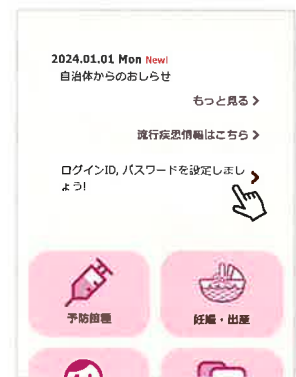 2024.01.01 Mon New!
自治体からのおしらせ
もっと見る
流行疾患情報はこちら
ログインID, パスワードを設定しまし
ょう!
予防接種
妊娠・出産